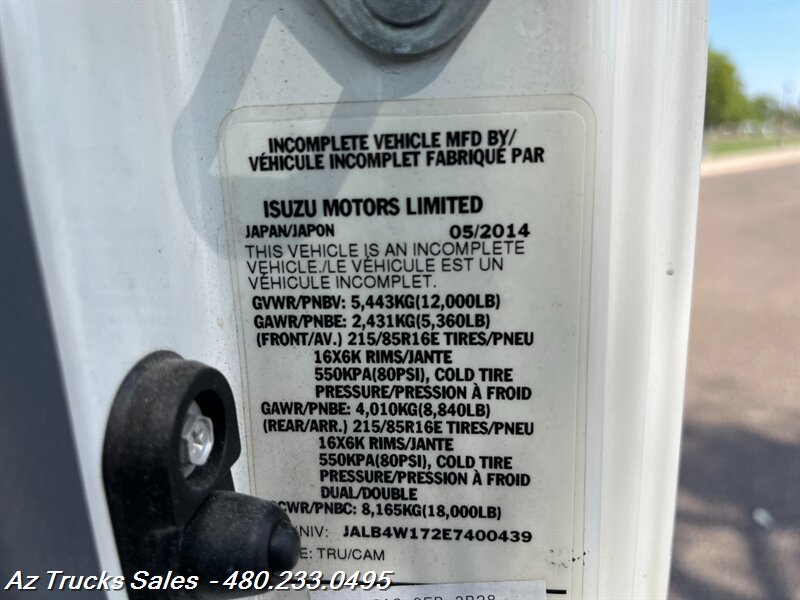 INCOMPLETE VEHICLE MFD BY/
VÉHICULE INCOMPLET FABRIQUÉ PAR
ISUZU MOTORS LIMITED
JAPAN/JAPON 05/2014
THIS VEHICLE IS AN INCOMPLETE
VEHICLE./LE VÉHICULE EST UN
VÉHICULE INCOMPLET.
GVWR/PNBV: 5,443KG(12,000LB)
GAWR/PNBE: 2,431KG(5,360LB)
(FRONT/AV.) 215/85R16E TIRES/PNEU
16X6K RIMS/JANTE
550KPA(80PSI), COLD TIRE
PRESSURE/PRESSION À FROID
GAWR/PNBE: 4,010KG(8,840LB)
(REAR/ARR.) 215/85R16E TIRES/PNEU
16X6K RIMS/JANTE
550KPA(80PSI), COLD TIRE
PRESSURE/PRESSION À FROID
DUAL/DOUBLE
CWR/PNBC: 8,165KG(18,000LB)
/NIV: JALB4W172E7400439
E: TRU/CAM
Az Trucks Sales - 480.233.0495